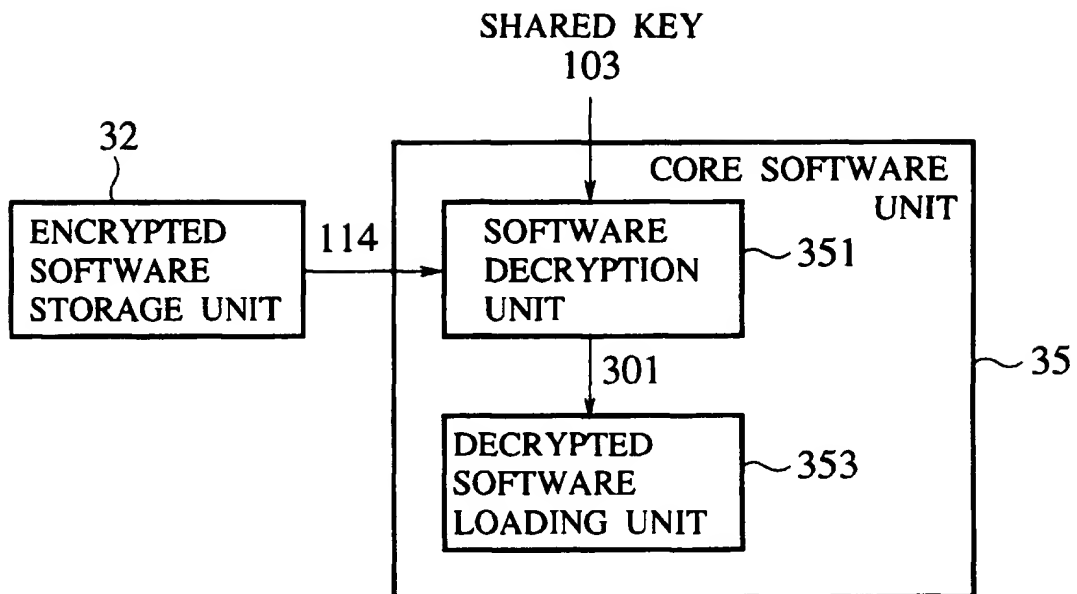 SHARED KEY
103
32
CORE SOFTWARE
UNIT
ENCRYPTED
SOFTWARE
STORAGE UNIT
114
SOFTWARE
DECRYPTION
UNIT
351
301
35
DECRYPTED
SOFTWARE
LOADING UNIT
353